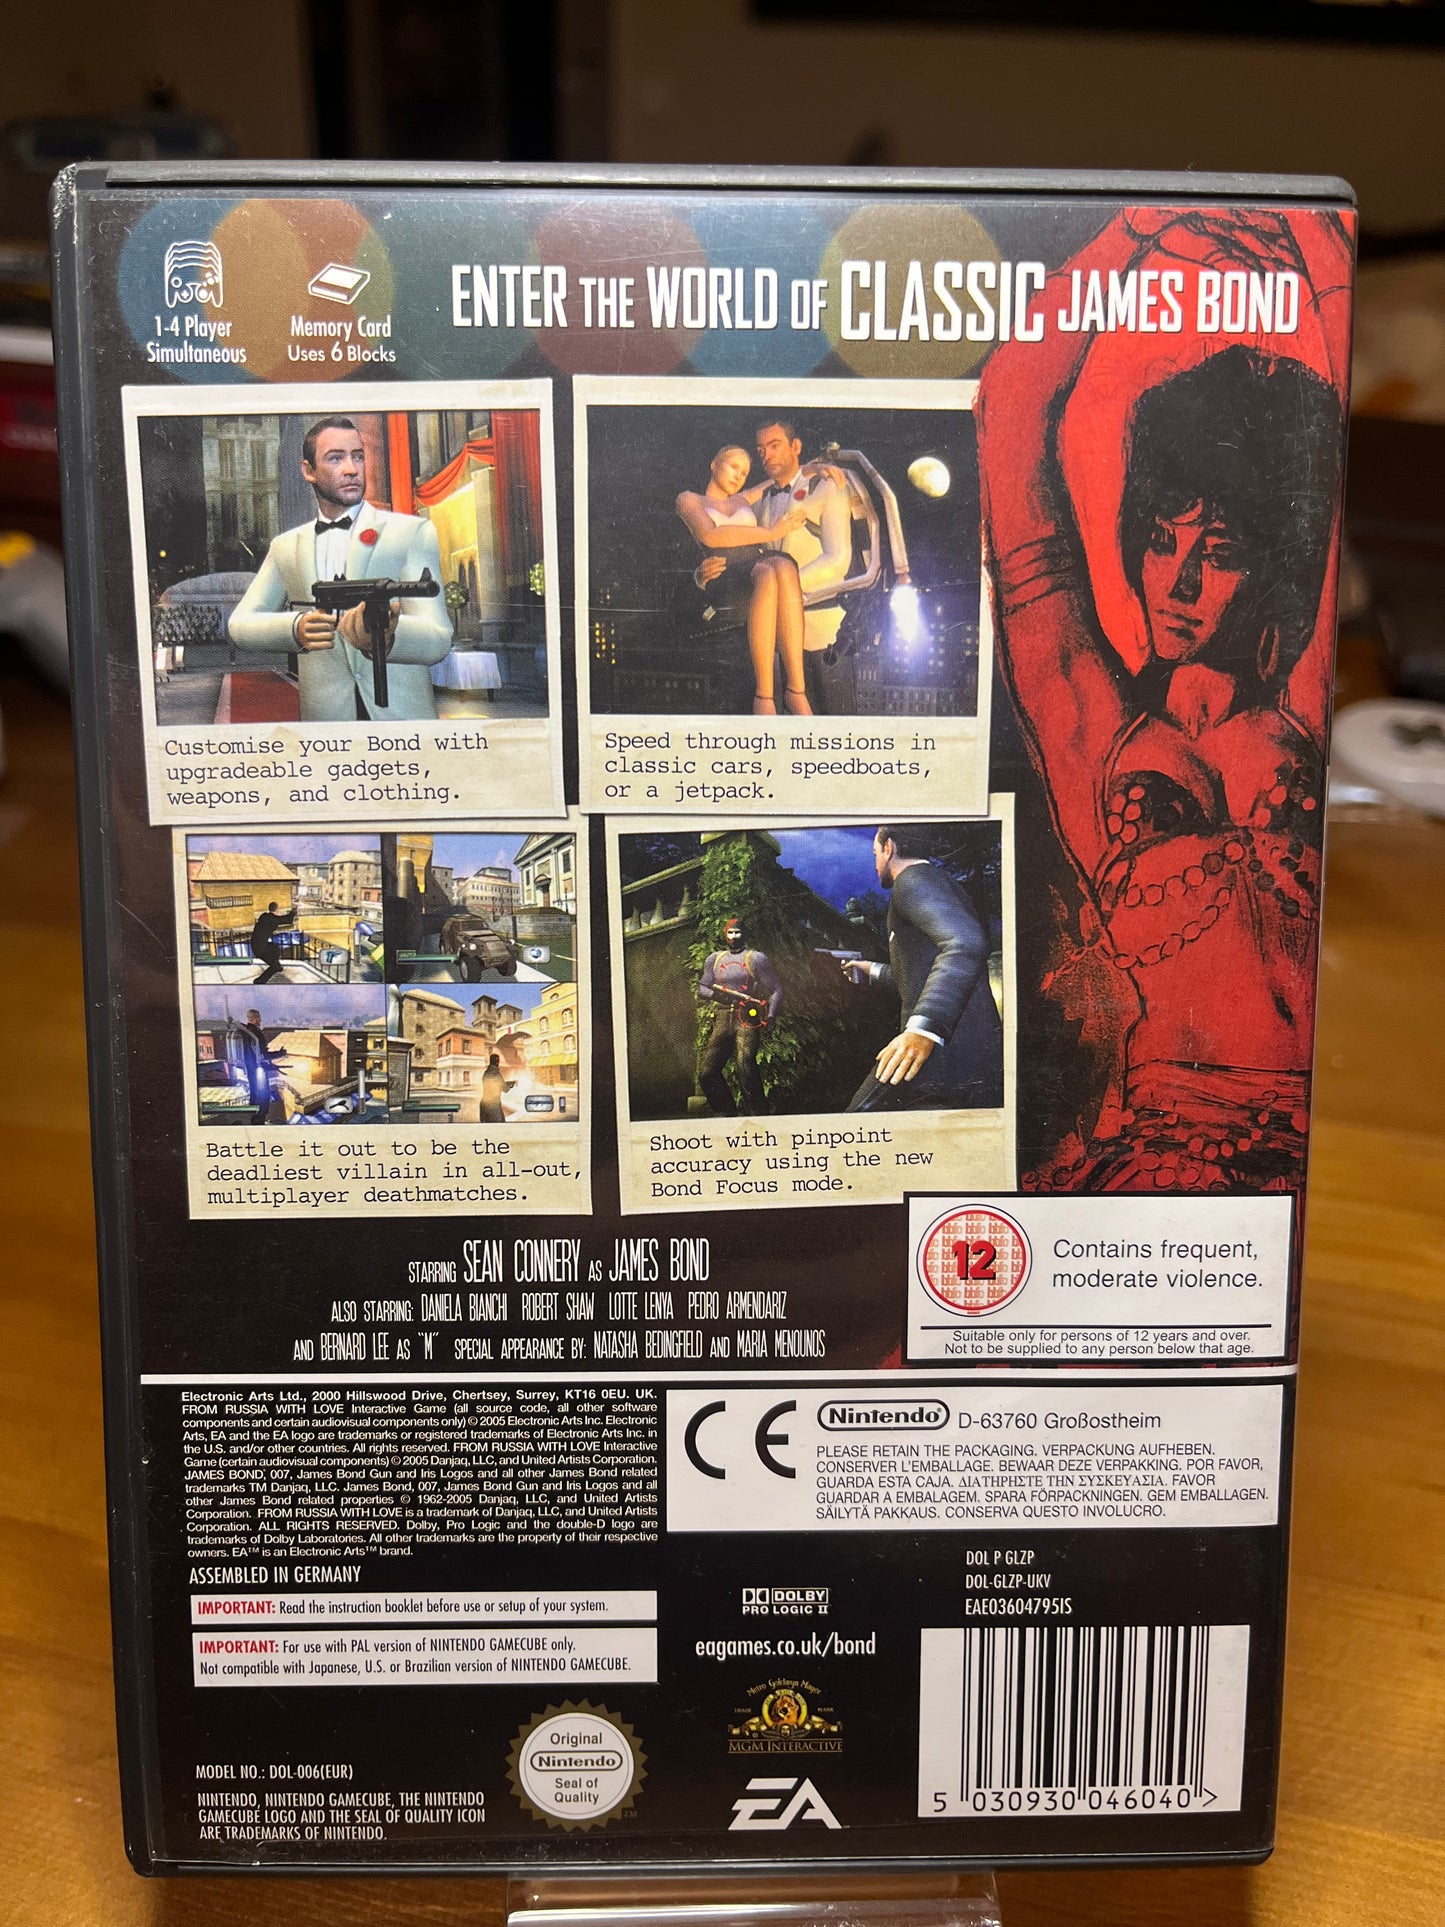 ENTER THE WORLD OF CLASSIC JAMES BOND
1-4 Player
Simultaneous
Memory Card
Uses 6 Blocks
Customise your Bond with
upgradeable gadgets,
weapons, and clothing.
Speed through missions in
classic cars, speedboats,
or a jetpack.
Battle it out to be the
deadliest villain in all-out,
multiplayer deathmatches.
Shoot with pinpoint
accuracy using the new
Bond Focus mode.
STARRING SEAN CONNERY AS JAMES BOND
ALSO STARRING: DANIELA BIANCHI ROBERT SHAW LOTTE LENYA PEDRO ARMENDARIZ
AND BERNARD LEE AS "M" SPECIAL APPEARANCE BY: NATASHA BEDINGFIELD AND MARIA MENOUNOS
12
Contains frequent,
moderate violence.
Suitable only for persons of 12 years and over.
Not to be supplied to any person below that age.
Electronic Arts Ltd., 2000 Hillswood Drive, Chertsey, Surrey, KT16 0EU. UK.
FROM RUSSIA WITH LOVE Interactive Game (all source code, all other software
components and certain audiovisual components only) © 2005 Electronic Arts Inc. Electronic
Arts, EA and the EA logo are trademarks or registered trademarks of Electronic Arts Inc. in
the U.S. and/or other countries. All rights reserved. FROM RUSSIA WITH LOVE Interactive
Game (certain audiovisual components) © 2005 Danjaq, LLC, and United Artists Corporation.
JAMES BOND, 007, James Bond Gun and Iris Logos and all other James Bond related
trademarks TM Danjaq, LLC. James Bond, 007, James Bond Gun and Iris Logos and all
other James Bond related properties © 1962-2005 Danjaq, LLC, and United Artists
Corporation. FROM RUSSIA WITH LOVE is a trademark of Danjaq, LLC, and United Artists
Corporation. ALL RIGHTS RESERVED. Dolby, Pro Logic and the double-D logo are
trademarks of Dolby Laboratories. All other trademarks are the property of their respective
owners. EA™ is an Electronic Arts™ brand.
ASSEMBLED IN GERMANY
IMPORTANT: Read the instruction booklet before use or setup of your system.
IMPORTANT: For use with PAL version of NINTENDO GAMECUBE only.
Not compatible with Japanese, U.S. or Brazilian version of NINTENDO GAMECUBE.
MODEL NO.: DOL-006(EUR)
NINTENDO, NINTENDO GAMECUBE, THE NINTENDO
GAMECUBE LOGO AND THE SEAL OF QUALITY ICON
ARE TRADEMARKS OF NINTENDO.
Original
Nintendo
Seal of
Quality
TM
CE
Nintendo® D-63760 Großostheim
PLEASE RETAIN THE PACKAGING. VERPACKUNG AUFHEBEN.
CONSERVER L'EMBALLAGE. BEWAAR DEZE VERPAKKING. POR FAVOR,
GUARDA ESTA CAJA. ΔΙΑΤΗΡΗΣΤΕ ΤΗΝ ΣΥΣΚΕΥΑΣΙΑ. FAVOR
GUARDAR A EMBALAGEM. SPARA FÖRPACKNINGEN. GEM EMBALLAGEN.
SÄILYTÄ PAKKAUS. CONSERVA QUESTO INVOLUCRO.
DOL P GLZP
DOL-GLZP-UKV
EAE03604795IS
DOLBY
PRO LOGIC II
eagames.co.uk/bond
Metro Goldwyn Mayer
TRADE MARK
MGM INTERACTIVE
EA
5 030930 046040 >